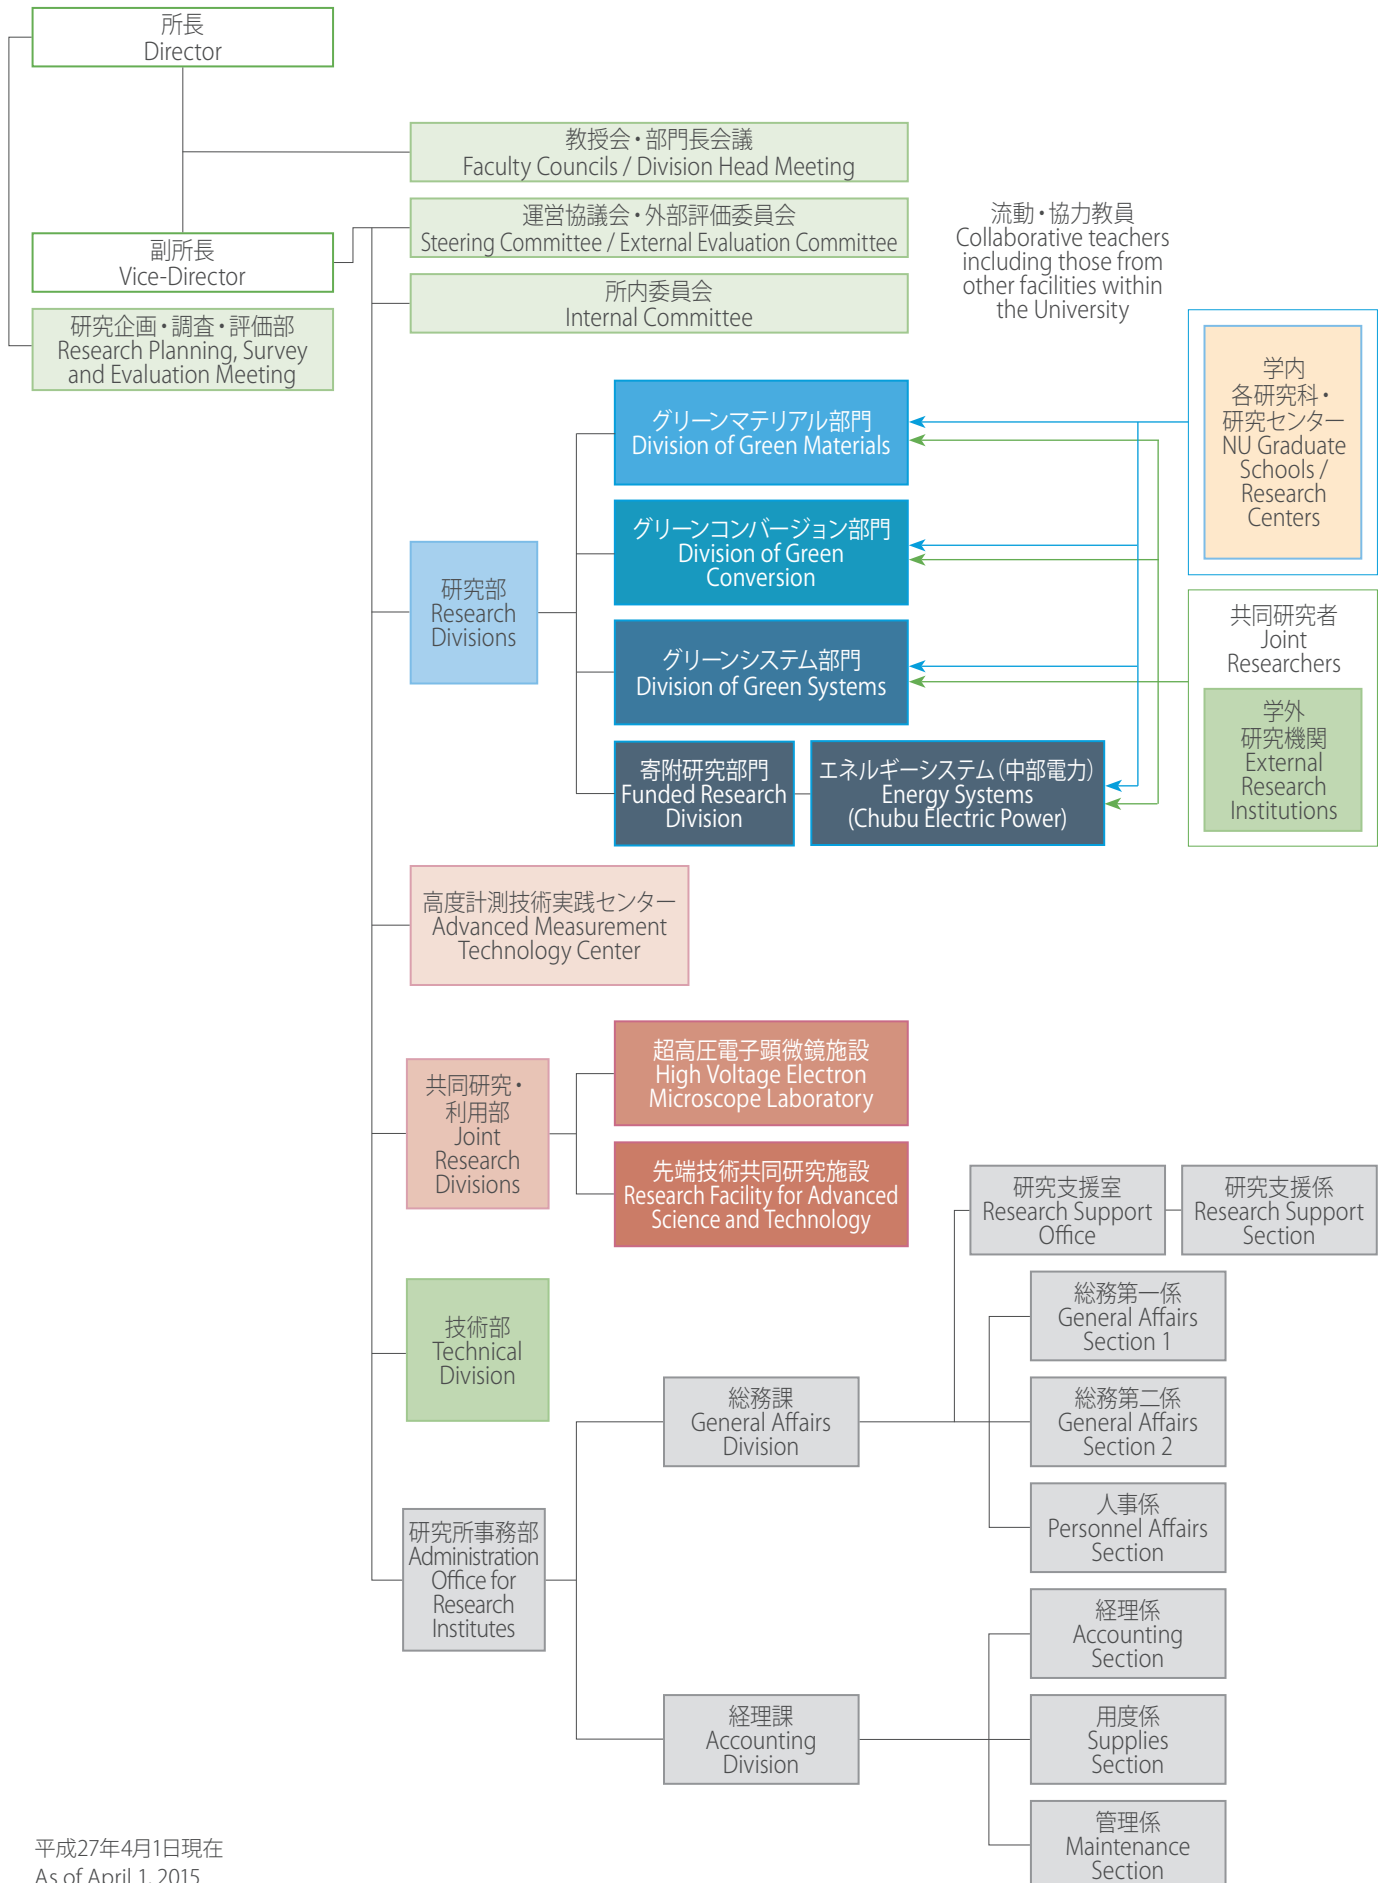 所長
Director
教授会・部門長会議
Faculty Councils / Division Head Meeting
運営協議会・外部評価委員会
Steering Committee / External Evaluation Committee
副所長
Vice-Director
所内委員会
Internal Committee
研究企画・調査・評価部
Research Planning, Survey
and Evaluation Meeting
流動・協力教員
Collaborative teachers
including those from
other facilities within
the University
学内
各研究科・
研究センター
NU Graduate
Schools /
Research
Centers
グリーンマテリアル部門
Division of Green Materials
グリーンコンバージョン部門
Division of Green
Conversion
研究部
Research
Divisions
グリーンシステム部門
Division of Green Systems
共同研究者
Joint
Researchers
学外
研究機関
External
Research
Institutions
寄附研究部門
Funded Research
Division
エネルギーシステム（中部電力）
Energy Systems
(Chubu Electric Power)
高度計測技術実践センター
Advanced Measurement
Technology Center
共同研究・
利用部
Joint
Research
Divisions
超高圧電子顕微鏡施設
High Voltage Electron
Microscope Laboratory
先端技術共同研究施設
Research Facility for Advanced
Science and Technology
技術部
Technical
Division
研究所事務部
Administration
Office for
Research
Institutes
総務課
General Affairs
Division
研究支援室
Research Support
Office
研究支援係
Research Support
Section
総務第一係
General Affairs
Section 1
総務第二係
General Affairs
Section 2
人事係
Personnel Affairs
Section
経理課
Accounting
Division
経理係
Accounting
Section
用度係
Supplies
Section
管理係
Maintenance
Section
平成27年4月1日現在
As of April 1, 2015